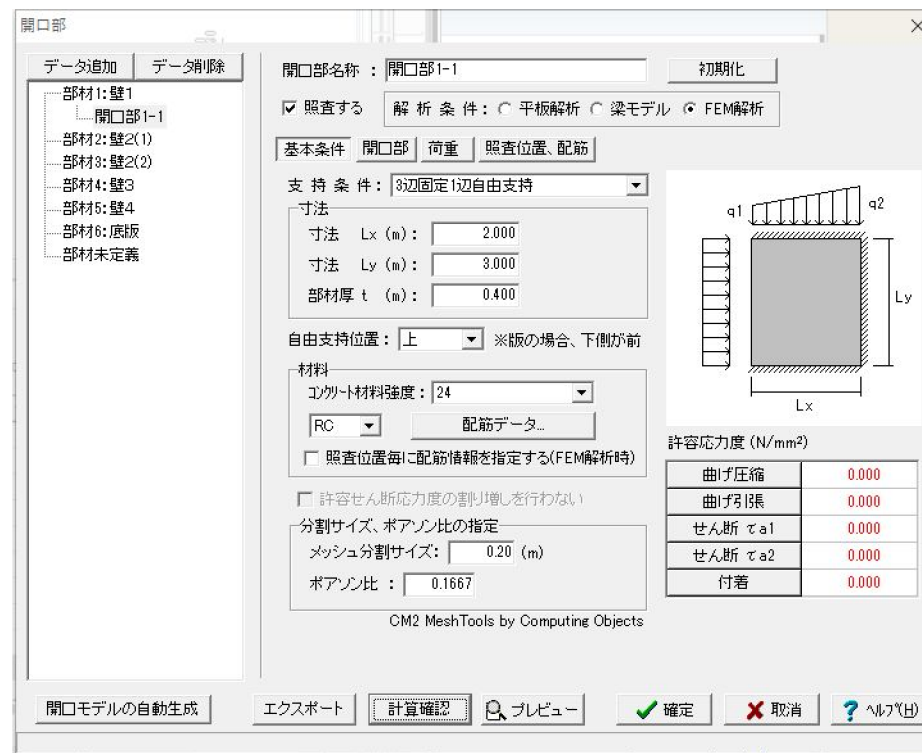 開口部
データ追加 データ削除
部材1:壁1
開口部1-1
部材2:壁2(1)
部材3:壁2(2)
部材4:壁3
部材5:壁4
部材6:底版
部材未定義
開口部名称 : 開口部1-1 初期化
照査する 解 析 条 件 : 平板解析 梁モデル FEM解析
基本条件 開口部 荷重 照査位置、配筋
支 持 条 件 : 3辺固定1辺自由支持
寸法
寸法 Lx (m) : 2.000
寸法 Ly (m) : 3.000
部材厚 t (m) : 0.400
自由支持位置 : 上 ※版の場合、下側が前
材料
コンクリート材料強度 : 24
RC 配筋データ...
照査位置毎に配筋情報を指定する(FEM解析時)
許容せん断応力度の割り増しを行わない
分割サイズ、ポアソン比の指定
メッシュ分割サイズ: 0.20 (m)
ポアソン比 : 0.1667
CM2 MeshTools by Computing Objects
q1 q2
Ly
Lx
許容応力度 (N/mm²)
曲げ圧縮 0.000
曲げ引張 0.000
せん断 τa1 0.000
せん断 τa2 0.000
付着 0.000
開口モデルの自動生成 エクスポート 計算確認 プレビュー 確定 取消 ? ヘルプ(H)